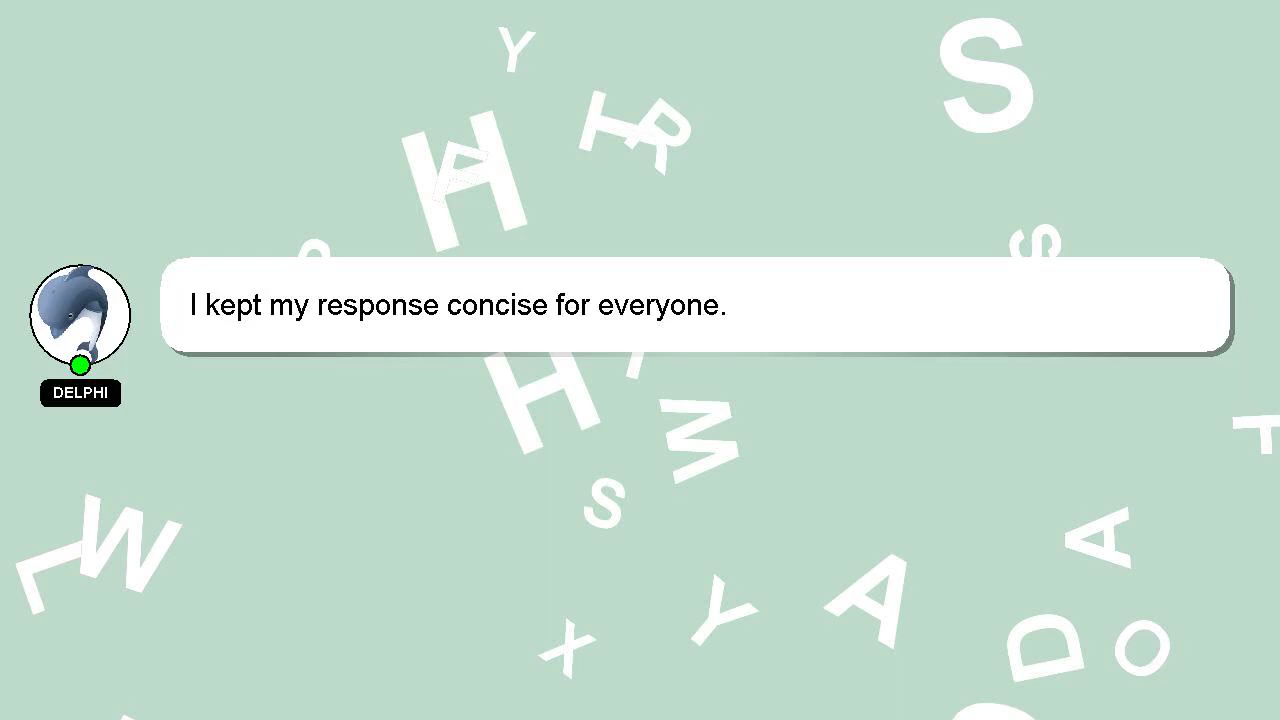 Y
S
T
R
H
A
S
I kept my response concise for everyone.
DELPHI
H
W
T
S
W
A
L
A
Y
D
O
X